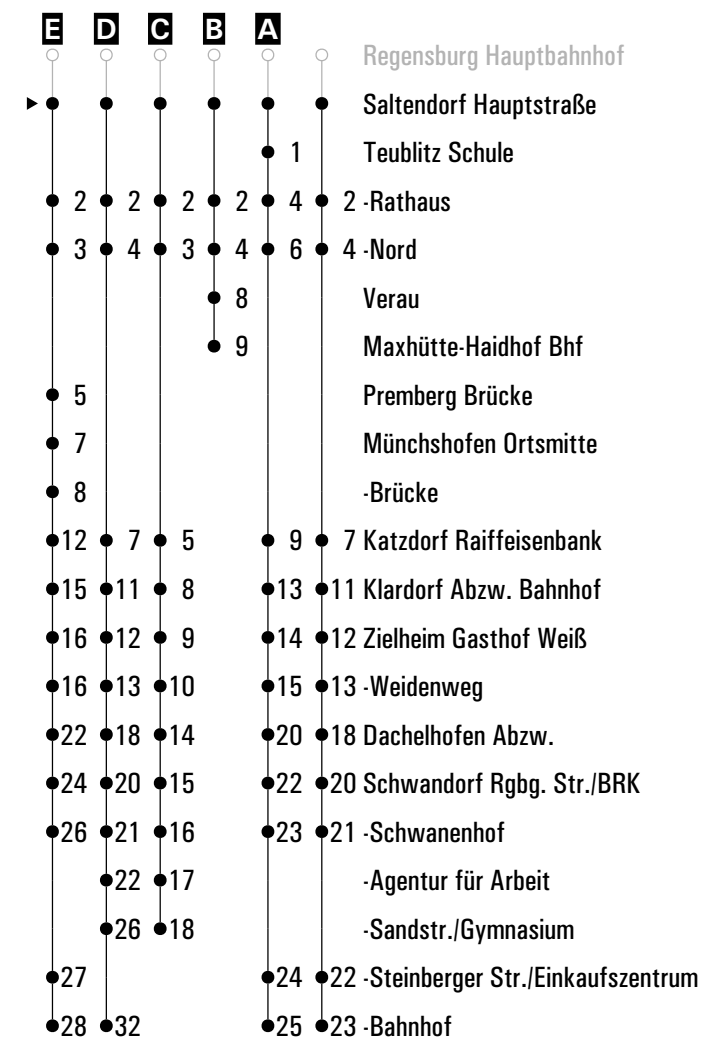 E D C B A
Regensburg Hauptbahnhof
Saltendorf Hauptstraße
1 Teublitz Schule
2 2 2 2 4 2 -Rathaus
3 4 3 4 6 4 -Nord
8 Verau
9 Maxhütte-Haidhof Bhf
5 Premberg Brücke
7 Münchshofen Ortsmitte
8 -Brücke
12 7 5 9 7 Katzdorf Raiffeisenbank
15 11 8 13 11 Klardorf Abzw. Bahnhof
16 12 9 14 12 Zielheim Gasthof Weiß
16 13 10 15 13 -Weidenweg
22 18 14 20 18 Dachelhofen Abzw.
24 20 15 22 20 Schwandorf Rgbg. Str./BRK
26 21 16 23 21 -Schwanenhof
22 17 -Agentur für Arbeit
26 18 -Sandstr./Gymnasium
27 24 22 -Steinberger Str./Einkaufszentrum
28 32 25 23 -Bahnhof